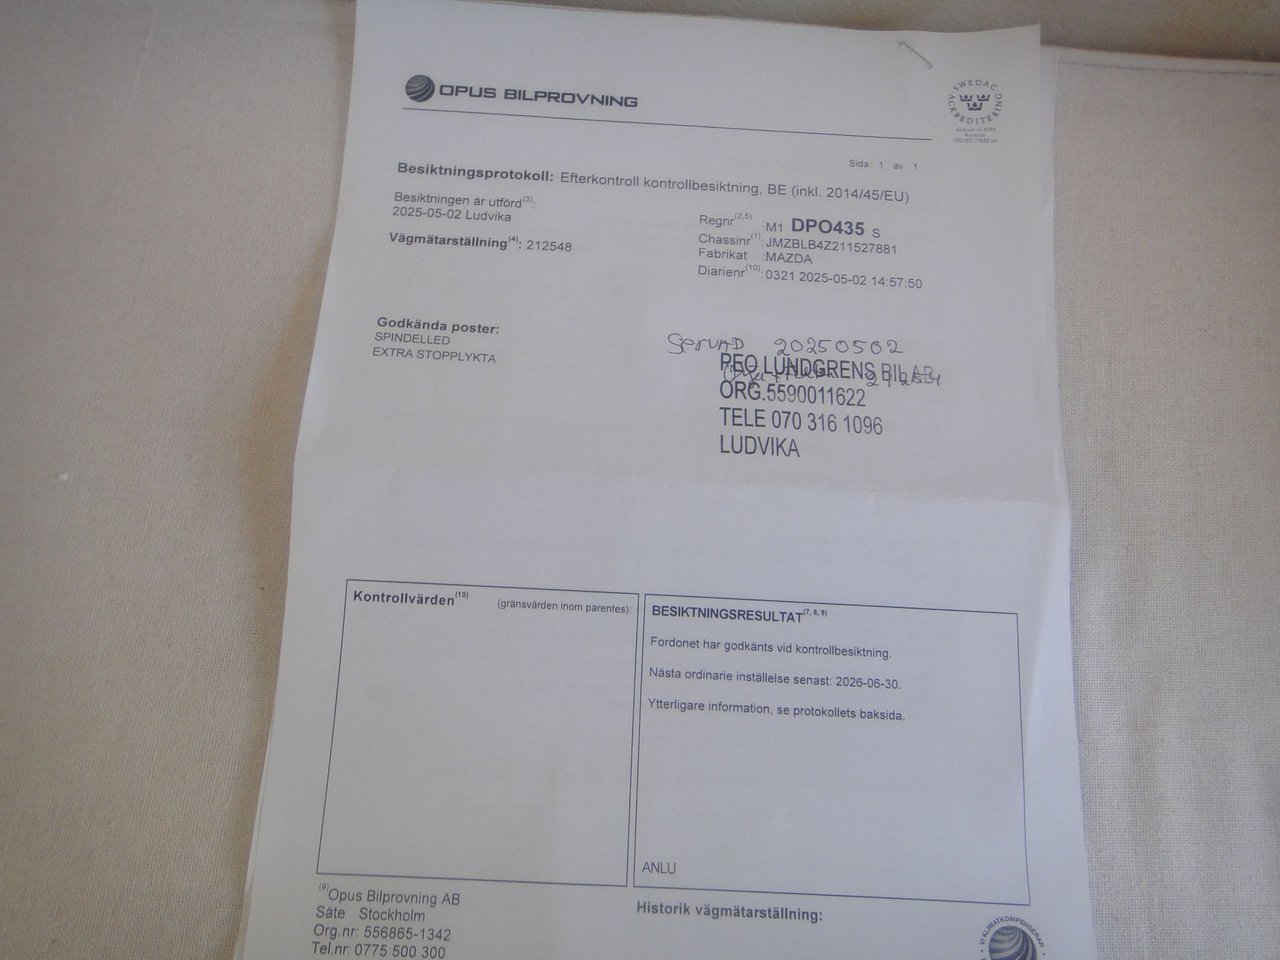 OPUS BILPROVNING
SWEDAC
ACKREDITERING
Sida: 1 av 1
Besiktningsprotokoll: Efterkontroll kontrollbesiktning, BE (inkl. 2014/45/EU)
Besiktningen är utförd(3):
2025-05-02 Ludvika
Vägmätarställning(4): 212548
Regnr(2,5) :M1 DPO435 S
Chassinr(1): JMZBLB4Z211527881
Fabrikat :MAZDA
Diarienr(10): 0321 2025-05-02 14:57:50
Godkända poster:
SPINDELLED
EXTRA STOPPLYKTA
Servad 20250502
PEO LUNDGRENS BIL AB
ORG.5590011622
TELE 070 316 1096
LUDVIKA
Kontrollvärden(10) (gränsvärden inom parentes):
BESIKTNINGSRESULTAT(7, 8, 9)
Fordonet har godkänts vid kontrollbesiktning.
Nästa ordinarie inställelse senast: 2026-06-30.
Ytterligare information, se protokollets baksida.
ANLU
(9)Opus Bilprovning AB
Säte Stockholm
Org.nr: 556865-1342
Tel.nr: 0775 500 300
Historik vägmätarställning:
VI KLIMATKOMPENSERAR